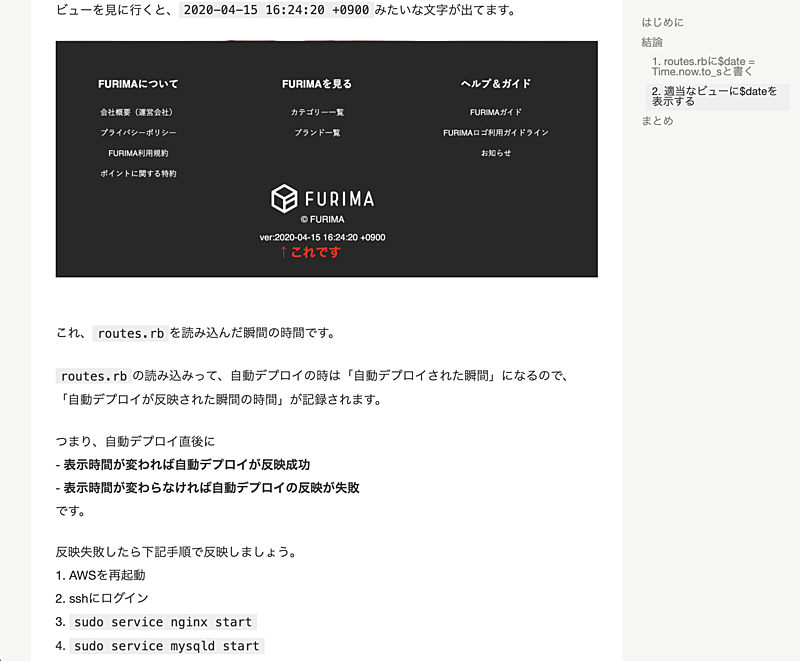 ビューを見に行くと、 2020-04-15 16:24:20 +0900 みたいな文字が出てます。
FURIMAについて
会社概要（運営会社）
プライバシーポリシー
FURIMA利用規約
ポイントに関する特約
FURIMAを見る
カテゴリー一覧
ブランド一覧
ヘルプ＆ガイド
FURIMAガイド
FURIMAロゴ利用ガイドライン
お知らせ
FURIMA
© FURIMA
ver:2020-04-15 16:24:20 +0900
↑これです
これ、 routes.rb を読み込んだ瞬間の時間です。
routes.rb の読み込みって、自動デプロイの時は「自動デプロイされた瞬間」になるので、
「自動デプロイが反映された瞬間の時間」が記録されます。
つまり、自動デプロイ直後に
- 表示時間が変われば自動デプロイが反映成功
- 表示時間が変わらなければ自動デプロイの反映が失敗
です。
反映失敗したら下記手順で反映しましょう。
1. AWSを再起動
2. sshにログイン
3. sudo service nginx start
4. sudo service mysqld start
はじめに
結論
1. routes.rbに$date =
Time.now.to_sと書く
2. 適当なビューに$dateを
表示する
まとめ